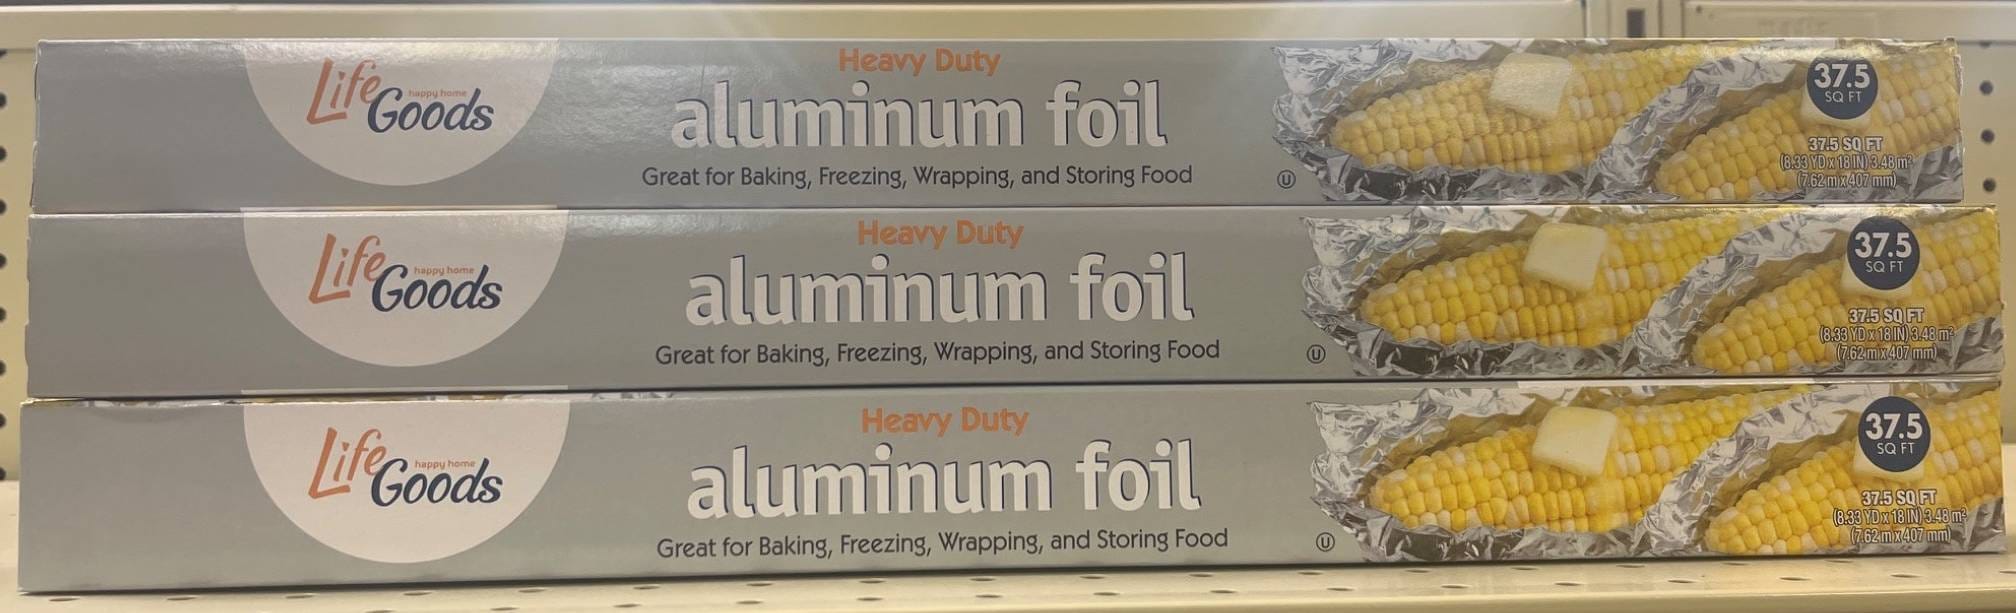 Life
happy home
Goods
Heavy Duty
aluminum foil
Great for Baking, Freezing, Wrapping, and Storing Food
U
37.5
SQ FT
37.5 SQ FT
(8.33 YD x 18 IN) 3.48 m²
(7.62 m x 407 mm)
Life
happy home
Goods
Heavy Duty
aluminum foil
Great for Baking, Freezing, Wrapping, and Storing Food
U
37.5
SQ FT
37.5 SQ FT
(8.33 YD x 18 IN) 3.48 m²
(7.62 m x 407 mm)
Life
happy home
Goods
Heavy Duty
aluminum foil
Great for Baking, Freezing, Wrapping, and Storing Food
U
37.5
SQ FT
37.5 SQ FT
(8.33 YD x 18 IN) 3.48 m²
(7.62 m x 407 mm)